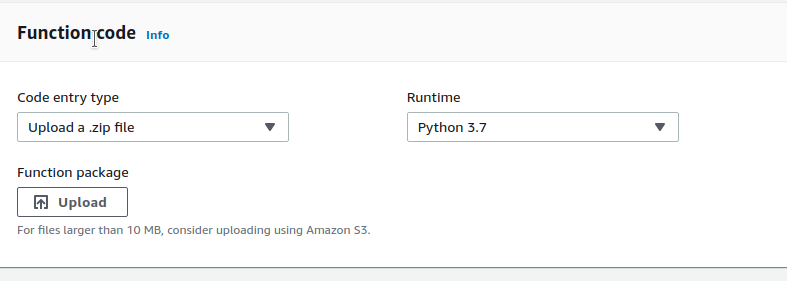 Function code Info
Code entry type
Runtime
Upload a .zip file
Python 3.7
Function package
Upload
For files larger than 10 MB, consider uploading using Amazon S3.